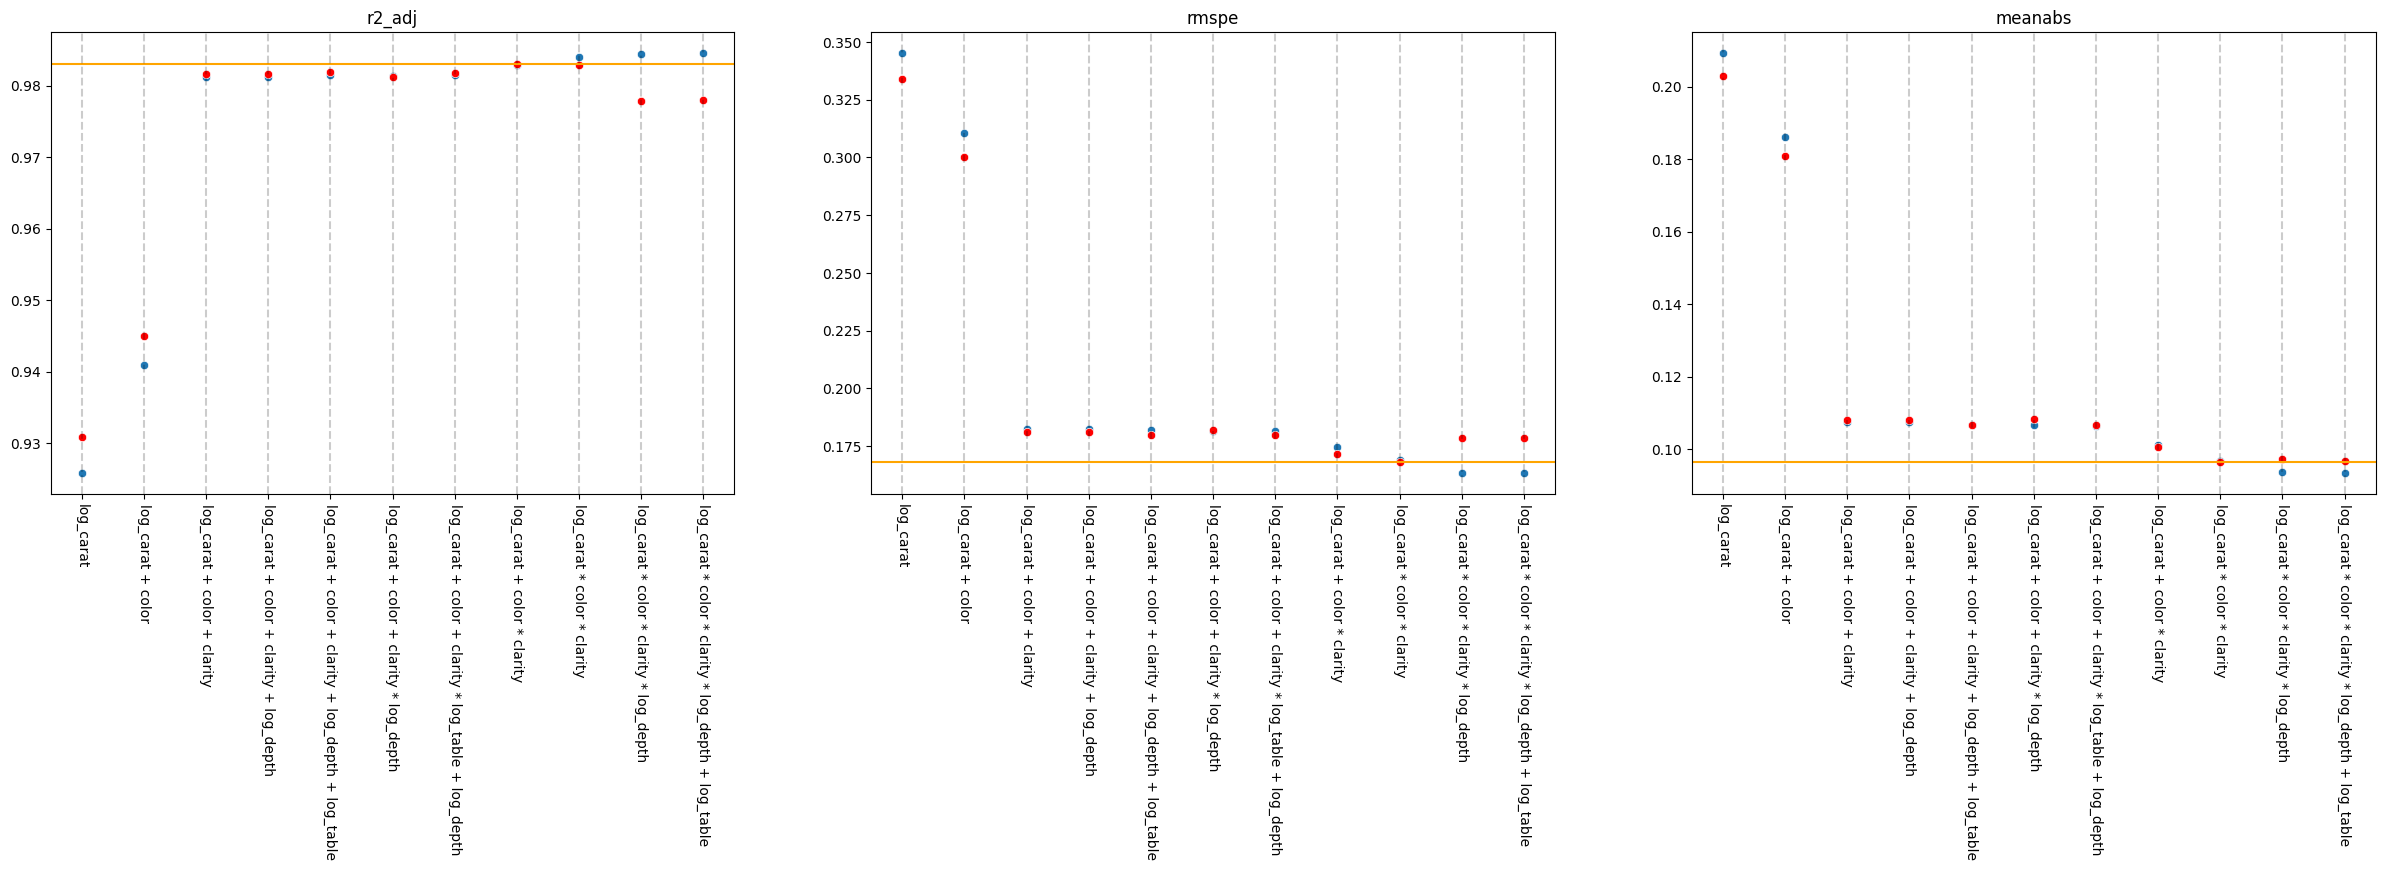 r2_adj
0.98
0.97
0.96
0.95
0.94
0.93
log_carat
log_carat + color
log_carat + color + clarity
log_carat + color + clarity + log_depth
log_carat + color + clarity + log_depth + log_table
log_carat + color + clarity * log_depth
log_carat + color + clarity * log_table + log_depth
log_carat + color * clarity
log_carat * color * clarity
log_carat * color * clarity * log_depth
log_carat * color * clarity * log_depth + log_table
rmspe
0.350
0.325
0.300
0.275
0.250
0.225
0.200
0.175
log_carat
log_carat + color
log_carat + color + clarity
log_carat + color + clarity + log_depth
log_carat + color + clarity + log_depth + log_table
log_carat + color + clarity * log_depth
log_carat + color + clarity * log_table + log_depth
log_carat + color * clarity
log_carat * color * clarity
log_carat * color * clarity * log_depth
log_carat * color * clarity * log_depth + log_table
meanabs
0.20
0.18
0.16
0.14
0.12
0.10
log_carat
log_carat + color
log_carat + color + clarity
log_carat + color + clarity + log_depth
log_carat + color + clarity + log_depth + log_table
log_carat + color + clarity * log_depth
log_carat + color + clarity * log_table + log_depth
log_carat + color * clarity
log_carat * color * clarity
log_carat * color * clarity * log_depth
log_carat * color * clarity * log_depth + log_table